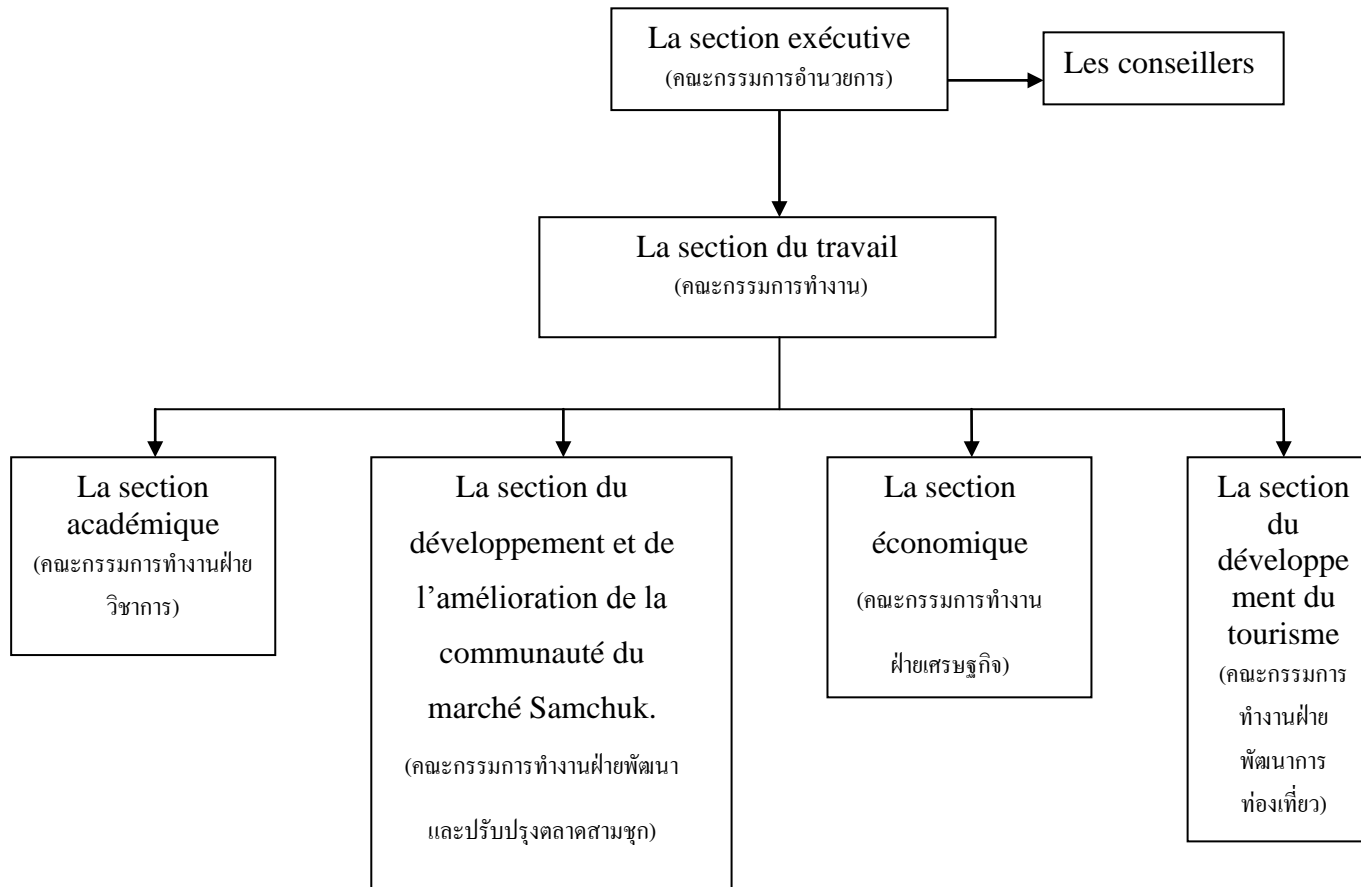 La section exécutive
(คณะกรรมการอำนวยการ)
Les conseillers
La section du travail
(คณะกรรมการทำงาน)
La section
académique
(คณะกรรมการทำงานฝ่าย
วิชาการ)
La section du
développement et de
l’amélioration de la
communauté du
marché Samchuk.
(คณะกรรมการทำงานฝ่ายพัฒนา
และปรับปรุงตลาดสามชุก)
La section
économique
(คณะกรรมการทำงาน
ฝ่ายเศรษฐกิจ)
La section
du
développe
ment du
tourisme
(คณะกรรมการ
ทำงานฝ่าย
พัฒนาการ
ท่องเที่ยว)